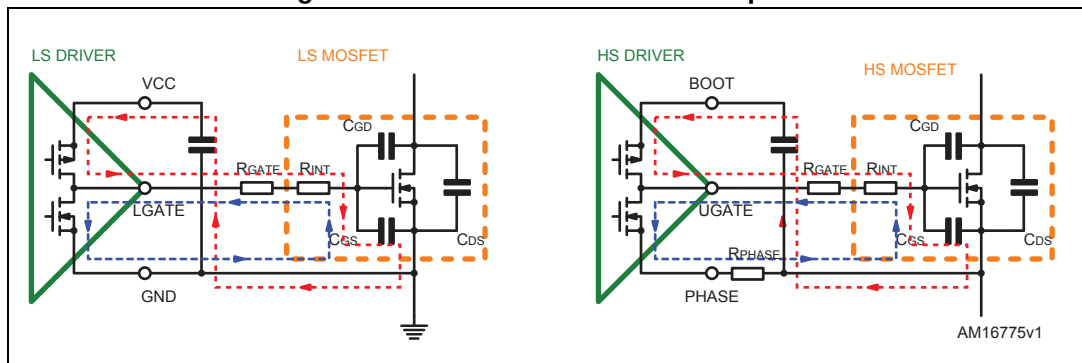 LS DRIVER
LS MOSFET
VCC
CGD
RGATE
RINT
LGATE
CGS
CDS
GND
HS DRIVER
HS MOSFET
BOOT
CGD
RGATE
RINT
UGATE
CGS
CDS
RPHASE
PHASE
AM16775v1